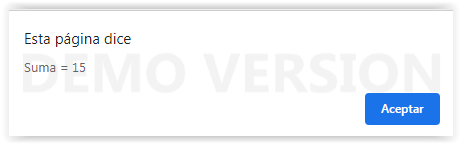 Esta página dice
DEMO VERSION
Suma = 15
Aceptar